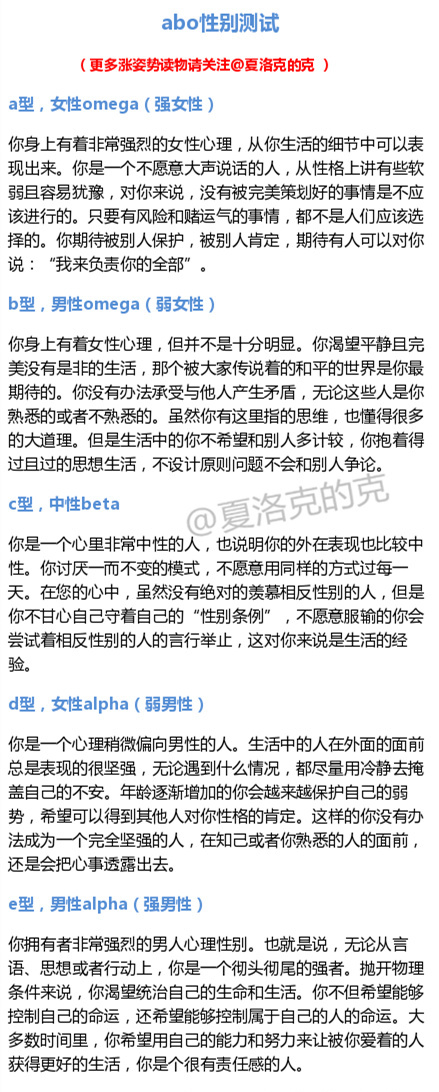 abo性别测试
（更多涨姿势读物请关注@夏洛克的克 ）
a型，女性omega（强女性）
你身上有着非常强烈的女性心理，从你生活的细节中可以表
现出来。你是一个不愿意大声说话的人，从性格上讲有些软
弱且容易犹豫，对你来说，没有被完美策划好的事情是不应
该进行的。只要有风险和赌运气的事情，都不是人们应该选
择的。你期待被别人保护，被别人肯定，期待有人可以对你
说：“我来负责你的全部”。
b型，男性omega（弱女性）
你身上有着女性心理，但并不是十分明显。你渴望平静且完
美没有是非的生活，那个被大家传说着的和平的世界是你最
期待的。你没有办法承受与他人产生矛盾，无论这些人是你
熟悉的或者不熟悉的。虽然你有这里指的思维，也懂得很多
的大道理。但是生活中的你不希望和别人多计较，你抱着得
过且过的思想生活，不设计原则问题不会和别人争论。
@夏洛克的克
c型，中性beta
你是一个心里非常中性的人，也说明你的外在表现也比较中
性。你讨厌一而不变的模式，不愿意用同样的方式过每一
天。在您的心中，虽然没有绝对的羡慕相反性别的人，但是
你不甘心自己守着自己的“性别条例”，不愿意服输的你会
尝试着相反性别的人的言行举止，这对你来说是生活的经
验。
d型，女性alpha（弱男性）
你是一个心理稍微偏向男性的人。生活中的人在外面的面前
总是表现的很坚强，无论遇到什么情况，都尽量用冷静去掩
盖自己的不安。年龄逐渐增加的你会越来越保护自己的弱
势，希望可以得到其他人对你性格的肯定。这样的你没有办
法成为一个完全坚强的人，在知己或者你熟悉的人的面前，
还是会把心事透露出去。
e型，男性alpha（强男性）
你拥有者非常强烈的男人心理性别。也就是说，无论从言
语、思想或者行动上，你是一个彻头彻尾的强者。抛开物理
条件来说，你渴望统治自己的生命和生活。你不但希望能够
控制自己的命运，还希望能够控制属于自己的人的命运。大
多数时间里，你希望用自己的能力和努力来让被你爱着的人
获得更好的生活，你是个很有责任感的人。